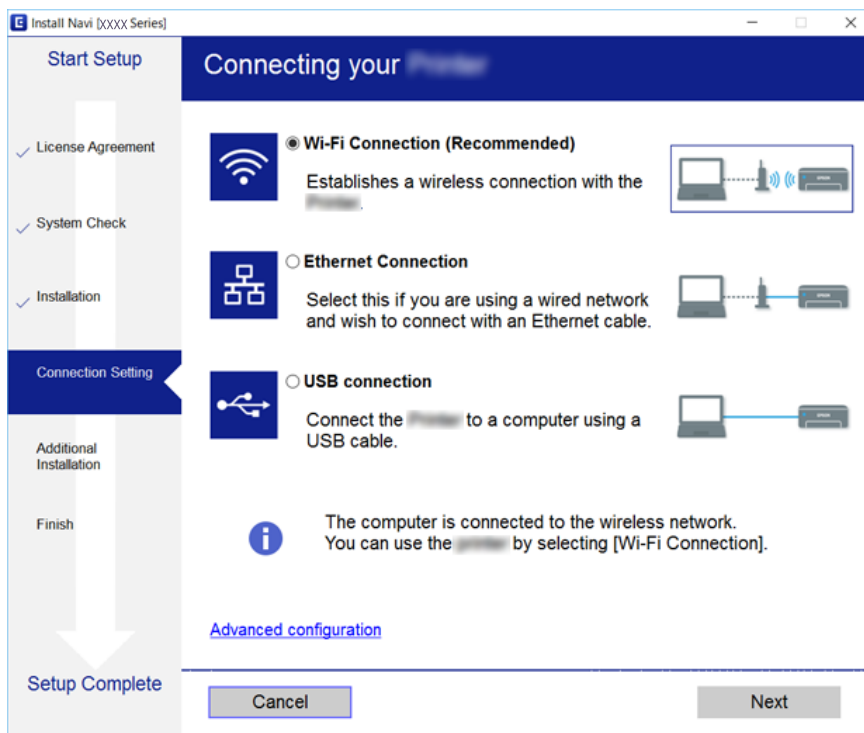 Install Navi [XXXX Series]
Start Setup
License Agreement
System Check
Installation
Connection Setting
Additional
Installation
Finish
Setup Complete
Connecting your
Wi-Fi Connection (Recommended)
Establishes a wireless connection with the
.
Ethernet Connection
Select this if you are using a wired network
and wish to connect with an Ethernet cable.
USB connection
Connect the to a computer using a
USB cable.
The computer is connected to the wireless network.
You can use the by selecting [Wi-Fi Connection].
Advanced configuration
Cancel
Next